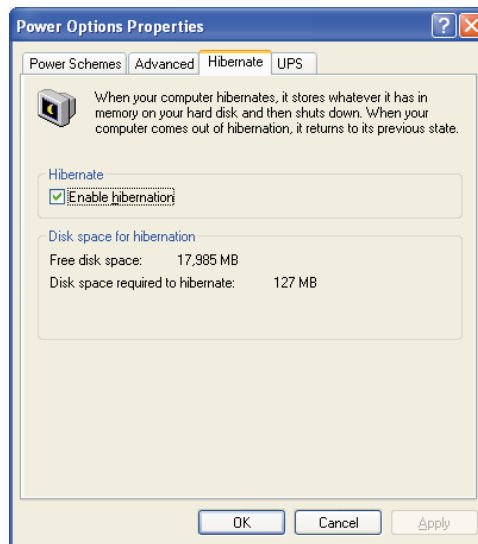 Power Options Properties
Power Schemes Advanced Hibernate UPS
When your computer hibernates, it stores whatever it has in
memory on your hard disk and then shuts down. When your
computer comes out of hibernation, it returns to its previous state.
Hibernate
Enable hibernation
Disk space for hibernation
Free disk space: 17,985 MB
Disk space required to hibernate: 127 MB
OK Cancel Apply